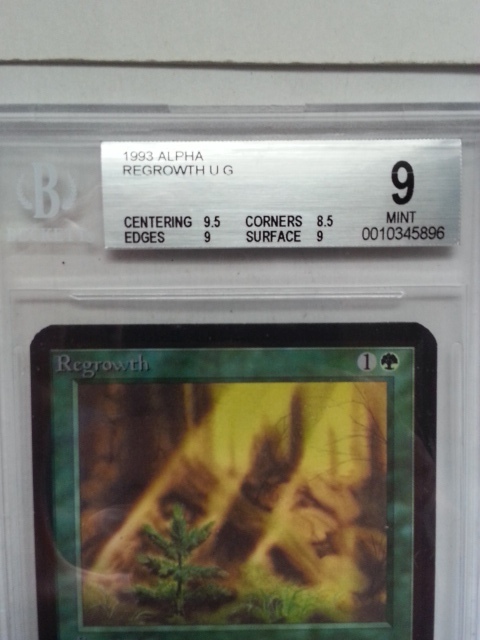 B
1993 ALPHA
REGROWTH U G
CENTERING 9.5 CORNERS 8.5
EDGES 9 SURFACE 9
9
MINT
0010345896
Regrowth 1